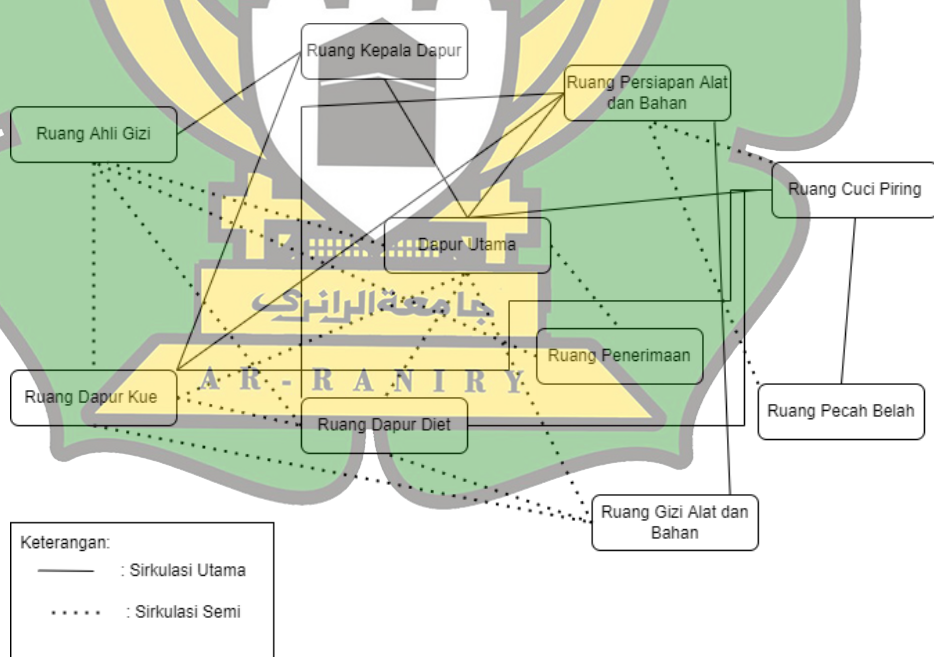 Ruang Kepala Dapur
Ruang Persiapan Alat
dan Bahan
Ruang Ahli Gizi
Ruang Cuci Piring
Dapur Utama
جامعة الرانري
Ruang Penerimaan
A R - R A N I R Y
Ruang Dapur Kue
Ruang Dapur Diet
Ruang Pecah Belah
Ruang Gizi Alat dan
Bahan
Keterangan:
: Sirkulasi Utama
: Sirkulasi Semi